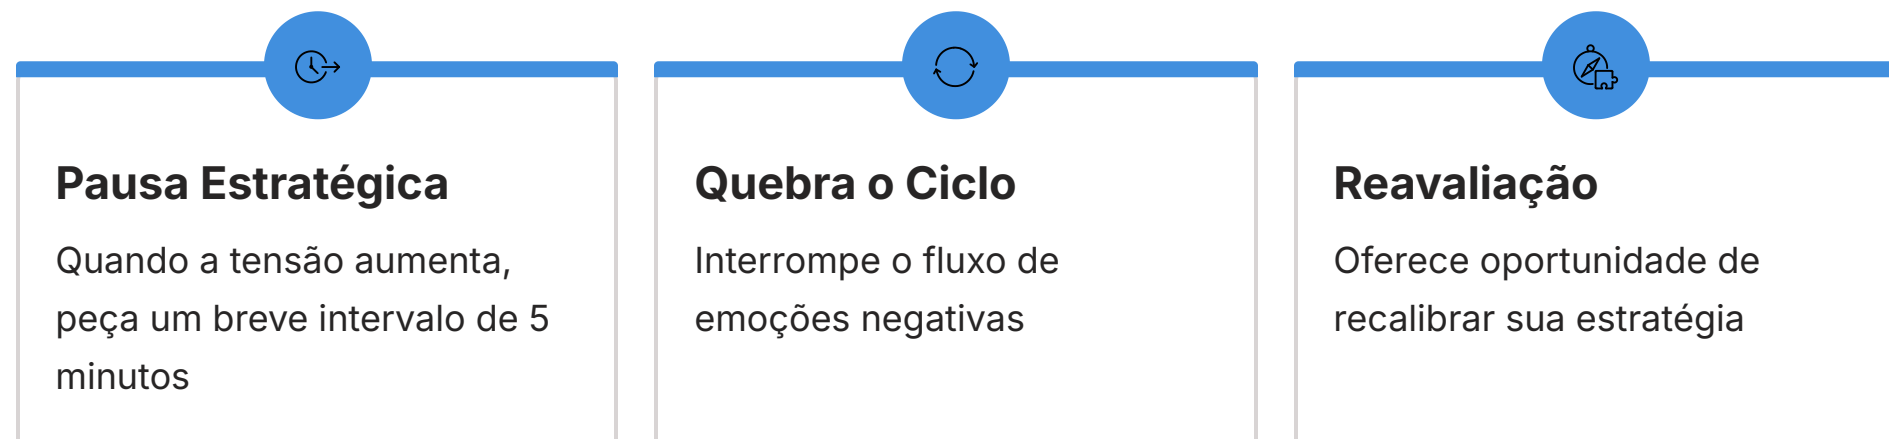 Pausa Estratégica
Quando a tensão aumenta,
peça um breve intervalo de 5
minutos
Quebra o Ciclo
Interrompe o fluxo de
emoções negativas
Reavaliação
Oferece oportunidade de
recalibrar sua estratégia